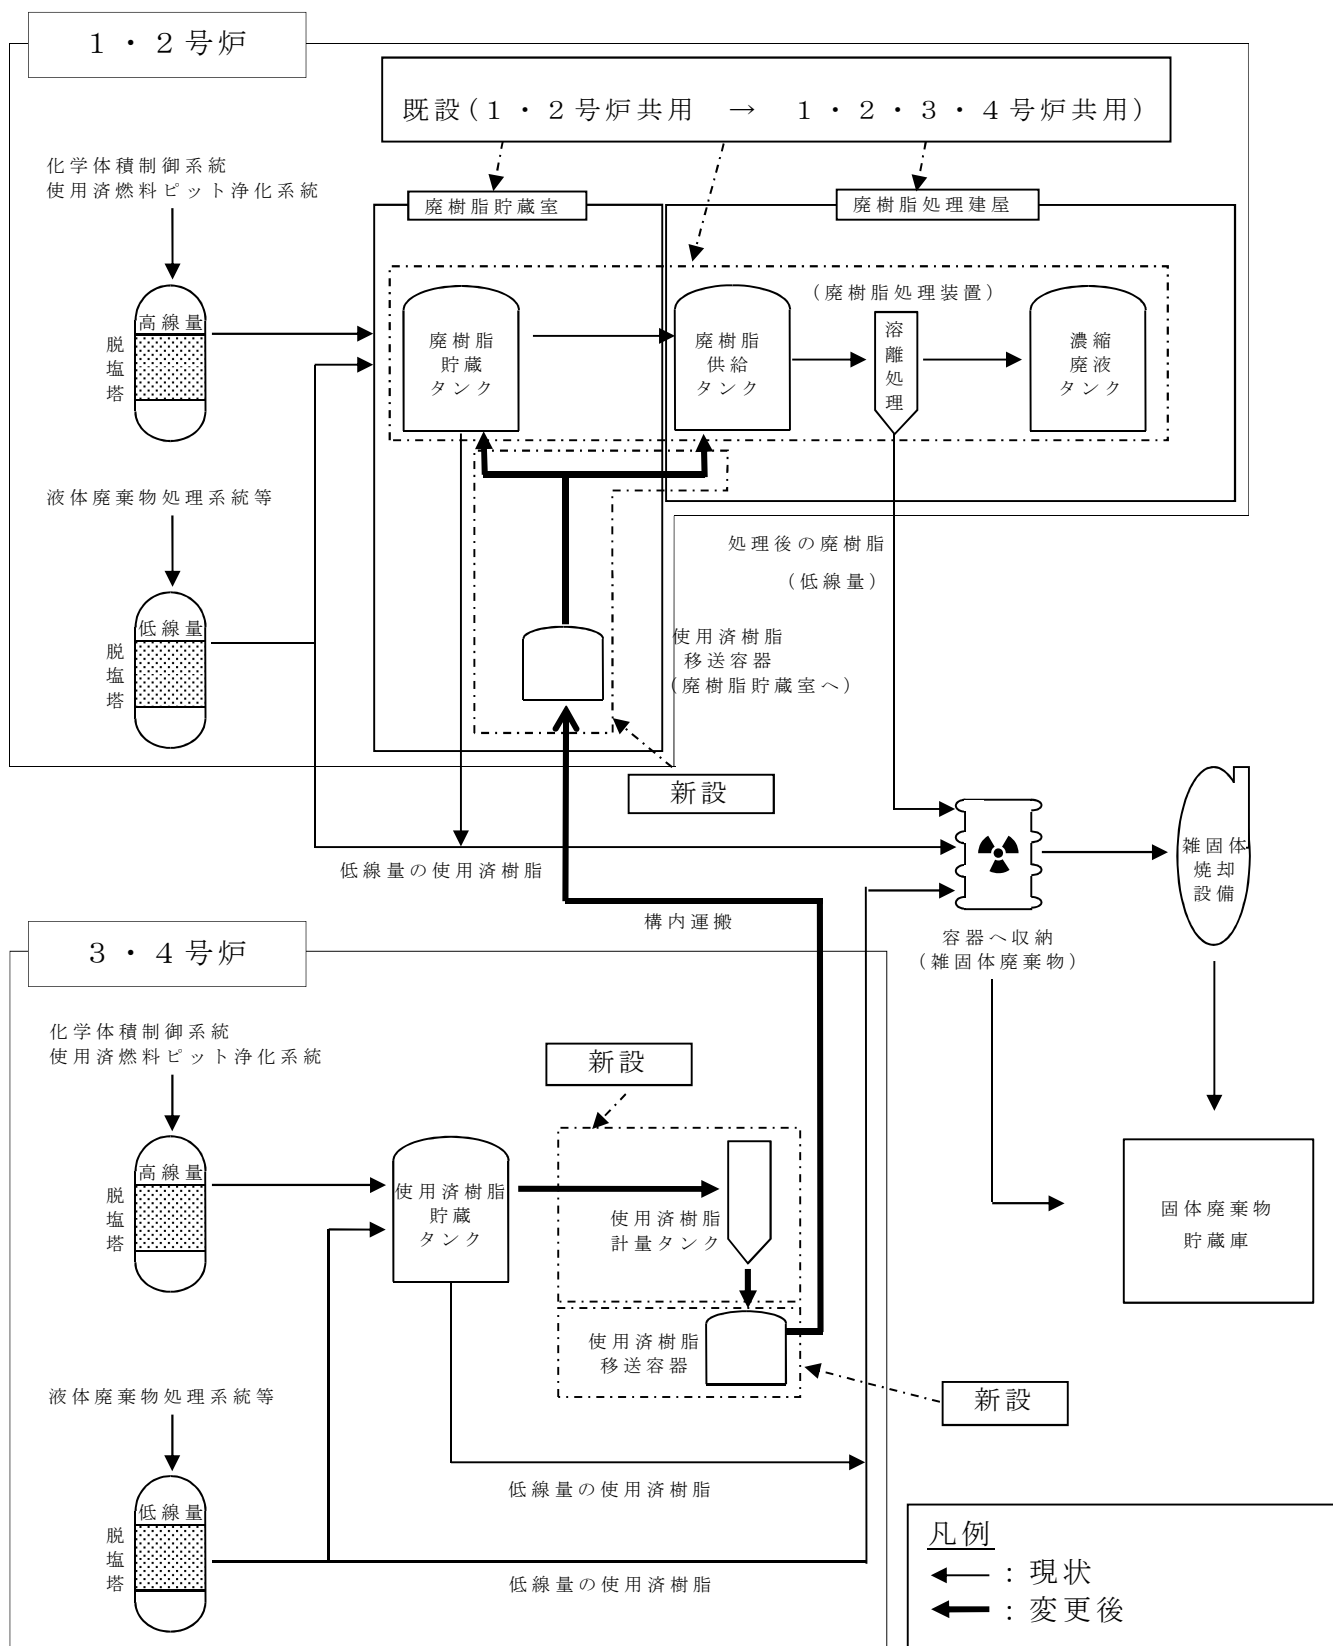 １・２号炉
既設(１・２号炉共用　→　１・２・３・４号炉共用)
化学体積制御系統
使用済燃料ピット浄化系統
廃樹脂貯蔵室
廃樹脂処理建屋
(廃樹脂処理装置)
高線量
脱塩塔
廃樹脂
貯蔵
タンク
廃樹脂
供給
タンク
溶離処理
濃縮
廃液
タンク
液体廃棄物処理系統等
処理後の廃樹脂
(低線量)
低線量
脱塩塔
使用済樹脂
移送容器
(廃樹脂貯蔵室へ)
新設
低線量の使用済樹脂
雑固体
焼却
設備
構内運搬
容器へ収納
(雑固体廃棄物)
３・４号炉
化学体積制御系統
使用済燃料ピット浄化系統
新設
高線量
脱塩塔
使用済樹脂
貯蔵
タンク
使用済樹脂
計量タンク
固体廃棄物
貯蔵庫
使用済樹脂
移送容器
新設
液体廃棄物処理系統等
低線量の使用済樹脂
低線量
脱塩塔
低線量の使用済樹脂
凡例
：現状
：変更後